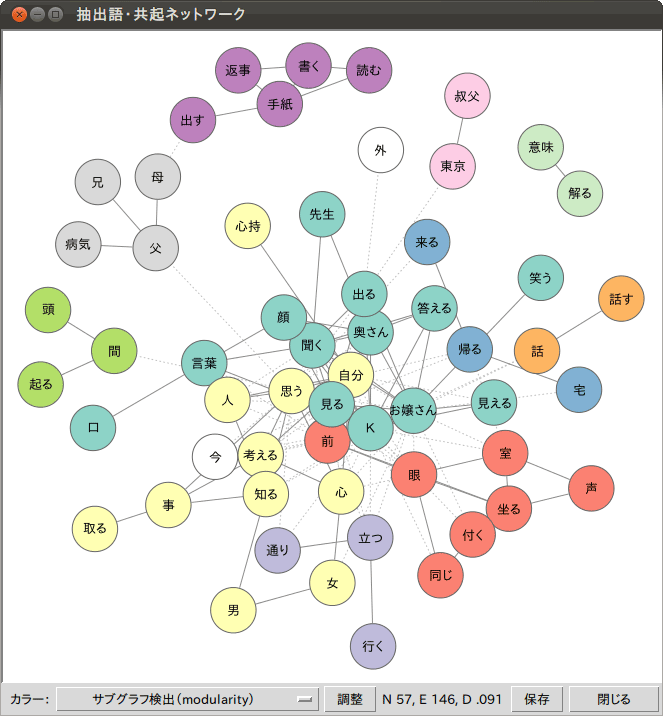 抽出語・共起ネットワーク
返事
書く
読む
手紙
出す
叔父
外
東京
意味
解る
兄
母
心持
先生
病気
父
来る
笑う
話す
頭
間
顔
出る
答える
聞く
奥さん
帰る
話
起る
言葉
自分
宅
人
思う
見る
お嬢さん
見える
口
K
前
今
考える
室
眼
知る
心
声
事
坐る
取る
付く
通り
立つ
同じ
女
男
行く
カラー: サブグラフ検出(modularity) 調整 N 57, E 146, D .091 保存 閉じる